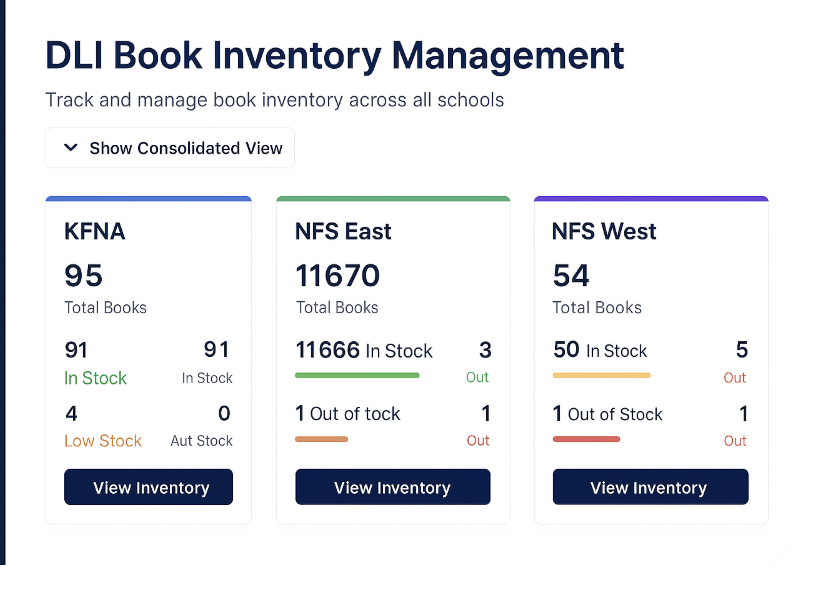 DLI Book Inventory Management
Track and manage book inventory across all schools
Show Consolidated View
KFNA
95
Total Books
91 91
In Stock In Stock
4 0
Low Stock Aut Stock
View Inventory
NFS East
11670
Total Books
11666 In Stock 3
Out
1 Out of tock 1
Out
View Inventory
NFS West
54
Total Books
50 In Stock 5
Out
1 Out of Stock 1
Out
View Inventory